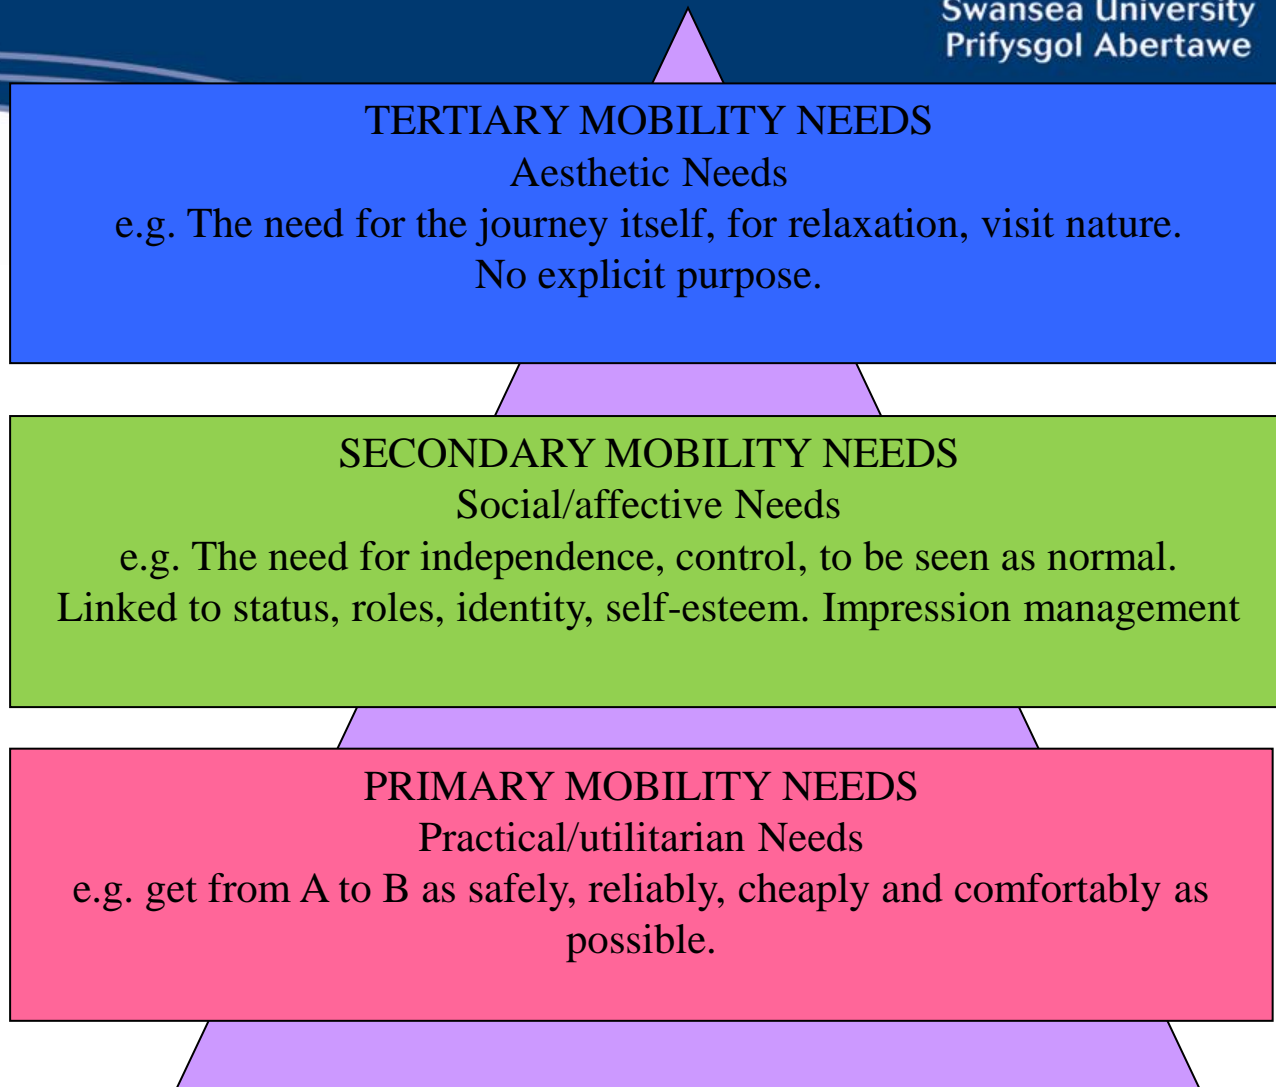 Swansea University
Prifysgol Abertawe
TERTIARY MOBILITY NEEDS
Aesthetic Needs
e.g. The need for the journey itself, for relaxation, visit nature.
No explicit purpose.
SECONDARY MOBILITY NEEDS
Social/affective Needs
e.g. The need for independence, control, to be seen as normal.
Linked to status, roles, identity, self-esteem. Impression management
PRIMARY MOBILITY NEEDS
Practical/utilitarian Needs
e.g. get from A to B as safely, reliably, cheaply and comfortably as
possible.